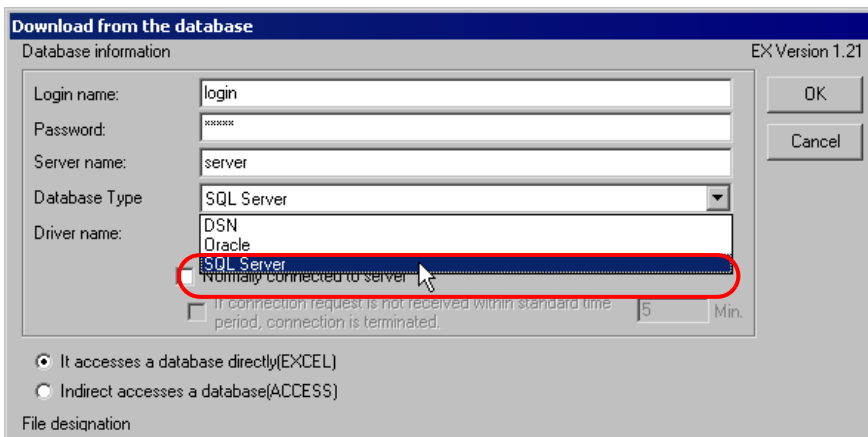 Download from the database
Database information
EX Version 1.21
Login name:
login
OK
Password:
×××××
Cancel
Server name:
server
Database Type
SQL Server
Driver name:
DSN
Oracle
SQL Server
Normally connected to server
If connection request is not received within standard time
period, connection is terminated.
5
Min.
It accesses a database directly(EXCEL)
Indirect accesses a database(ACCESS)
File designation